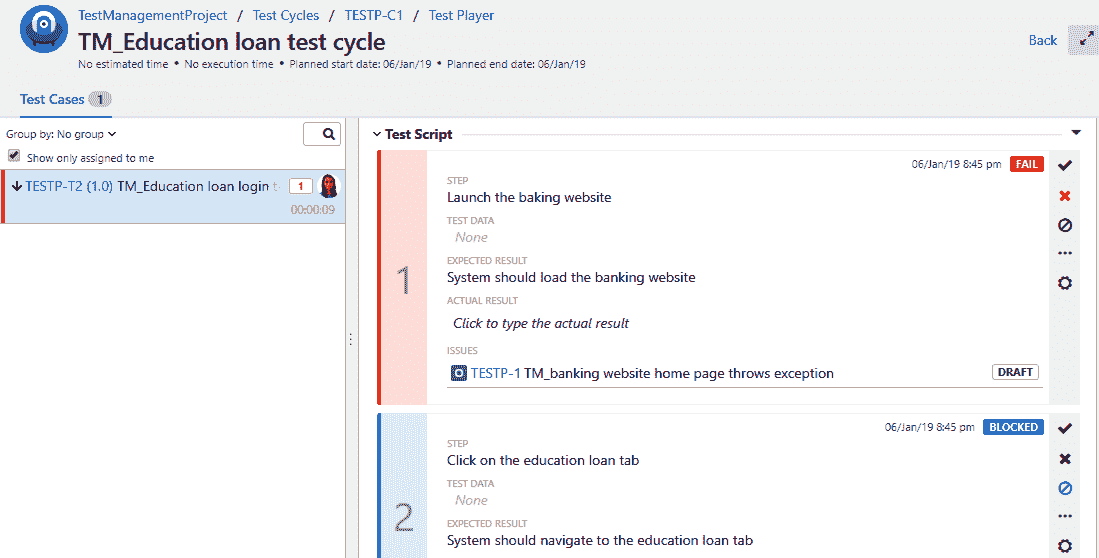 TestManagementProject / Test Cycles / TESTP-C1 / Test Player
TM_Education loan test cycle
No estimated time • No execution time • Planned start date: 06/Jan/19 • Planned end date: 06/Jan/19
Back
Test Cases 1
Group by: No group
Show only assigned to me
TESTP-T2 (1.0) TM_Education loan login t 1
00:00:09
Test Script
06/Jan/19 8:45 pm FAIL
1
STEP
Launch the baking website
TEST DATA
None
EXPECTED RESULT
System should load the banking website
ACTUAL RESULT
Click to type the actual result
ISSUES
TESTP-1 TM_banking website home page throws exception DRAFT
06/Jan/19 8:45 pm BLOCKED
2
STEP
Click on the education loan tab
TEST DATA
None
EXPECTED RESULT
System should navigate to the education loan tab